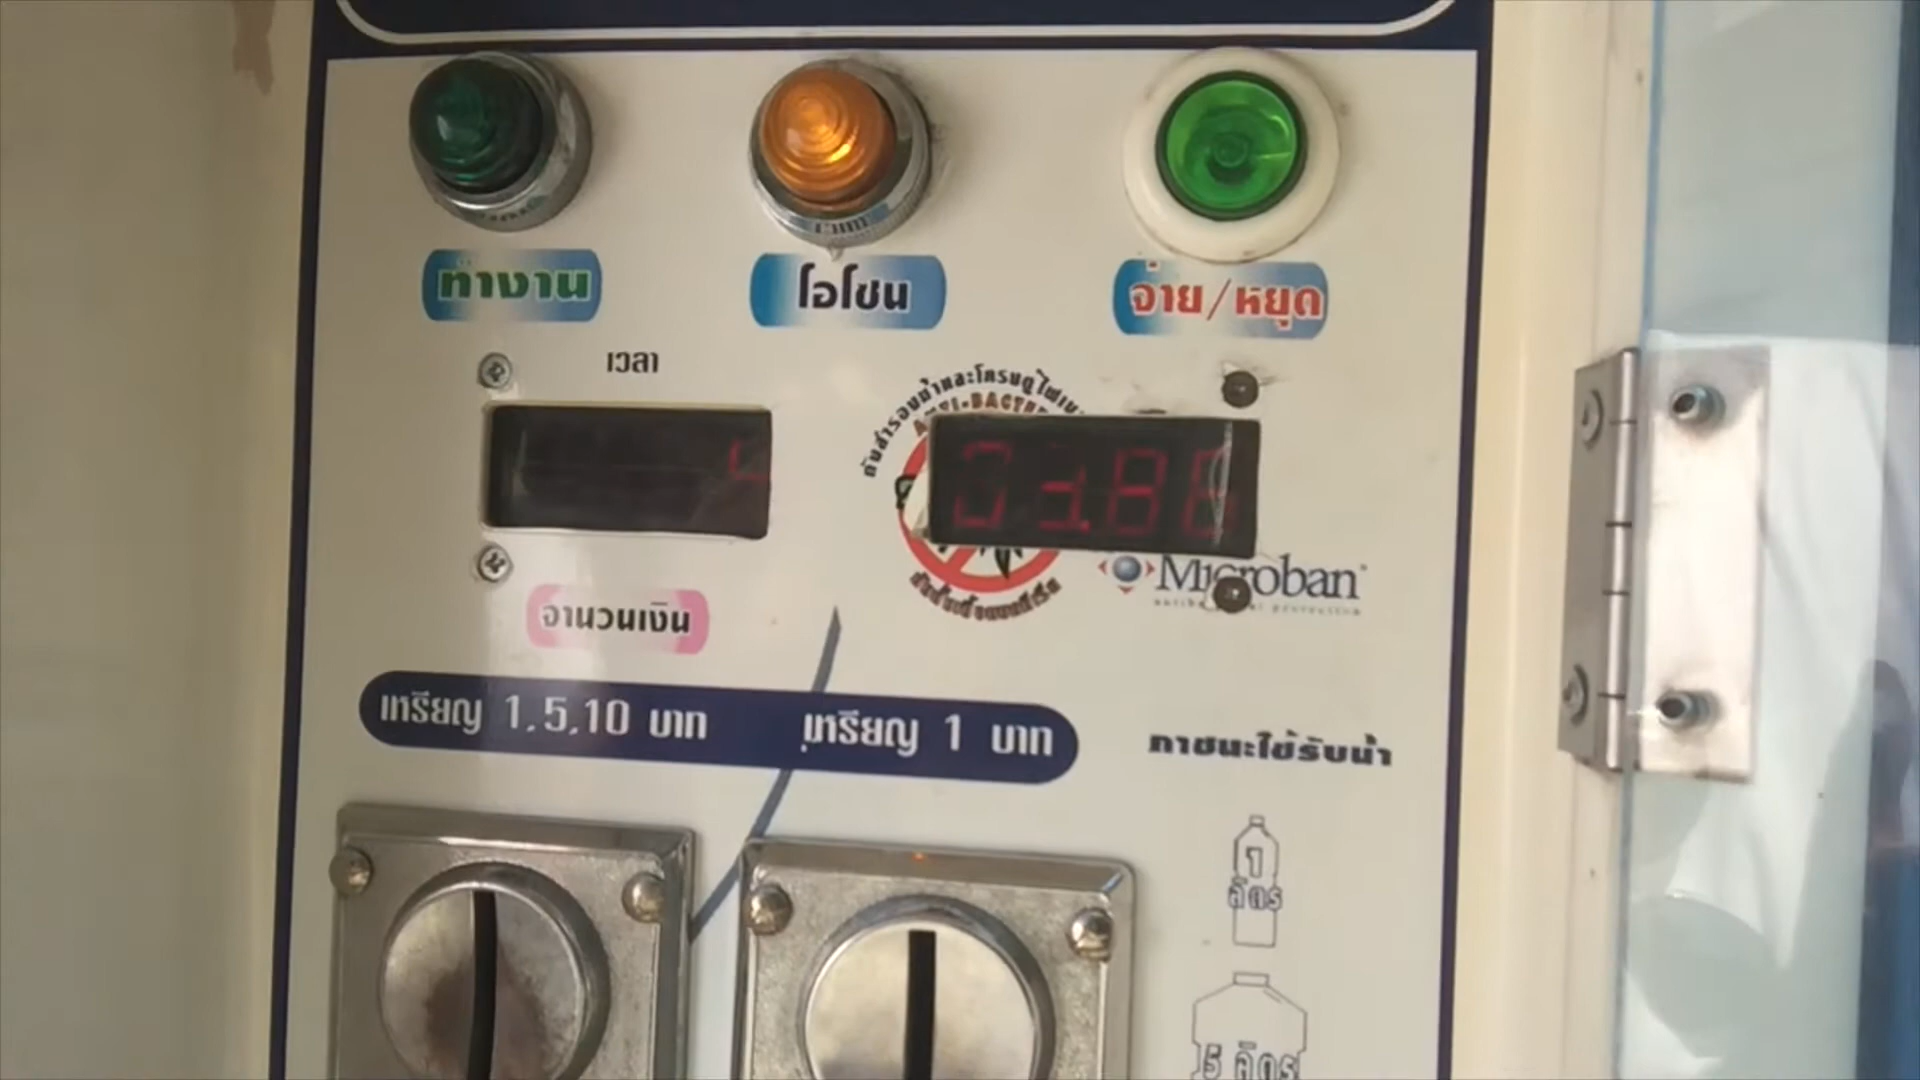 ทำงาน
โอโซน
จ่าย/หยุด
เวลา
จำนวนเงิน
Microban
เหรียญ 1,5,10 บาท
เหรียญ 1 บาท
ภาชนะใช้รับน้ำ
1
ลิตร
5 ลิตร